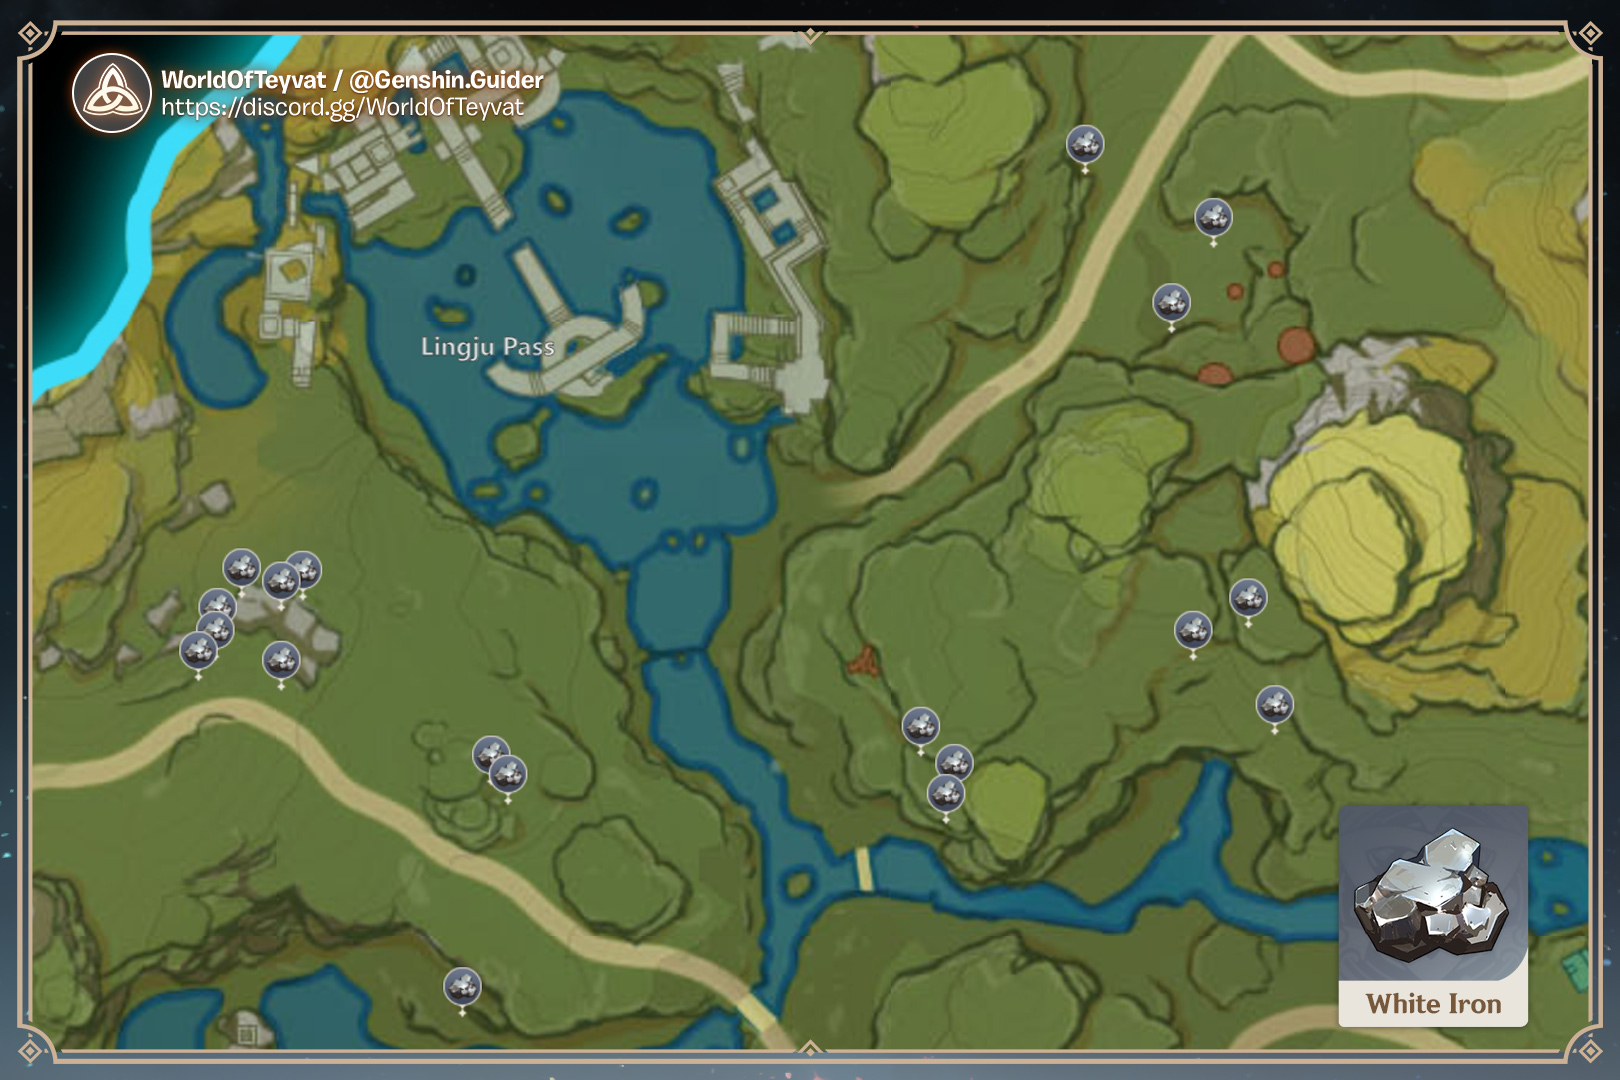 WorldOfTeyvat / @Genshin.Guider
https://discord.gg/WorldOfTeyvat
Lingju Pass
White Iron